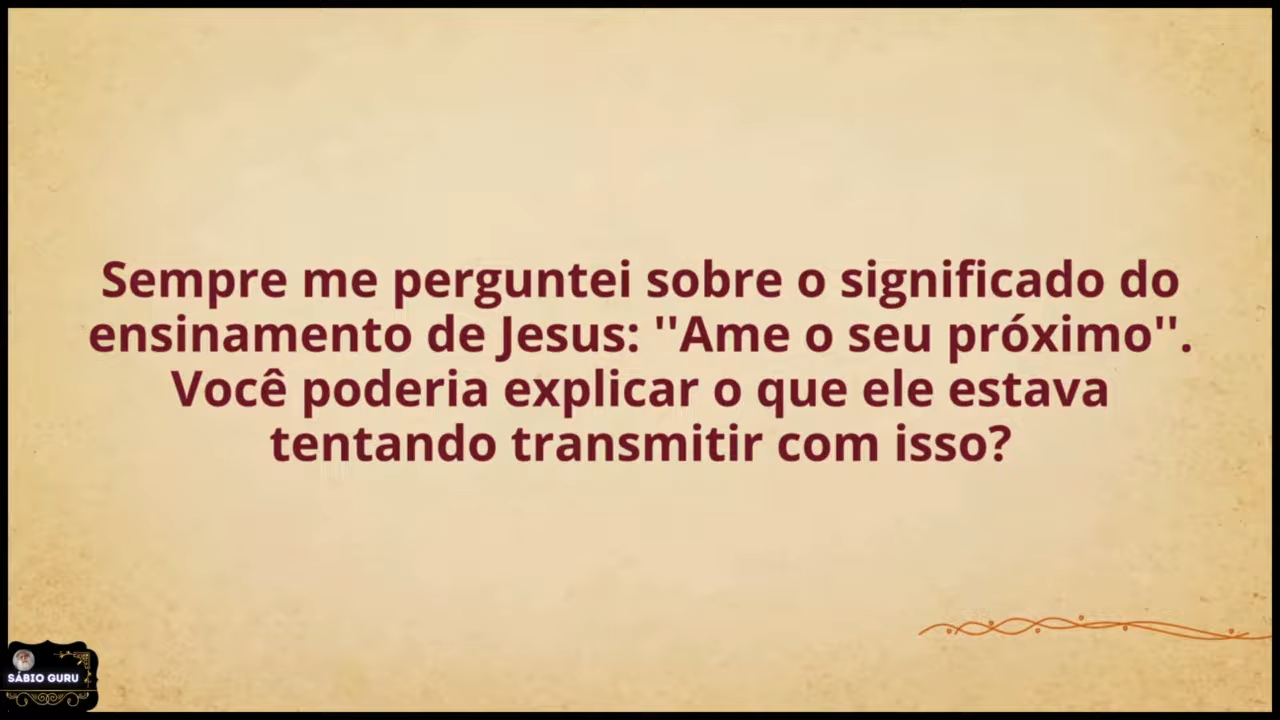 Sempre me perguntei sobre o significado do
ensinamento de Jesus: ''Ame o seu próximo''.
Você poderia explicar o que ele estava
tentando transmitir com isso?
SÁBIO GURU